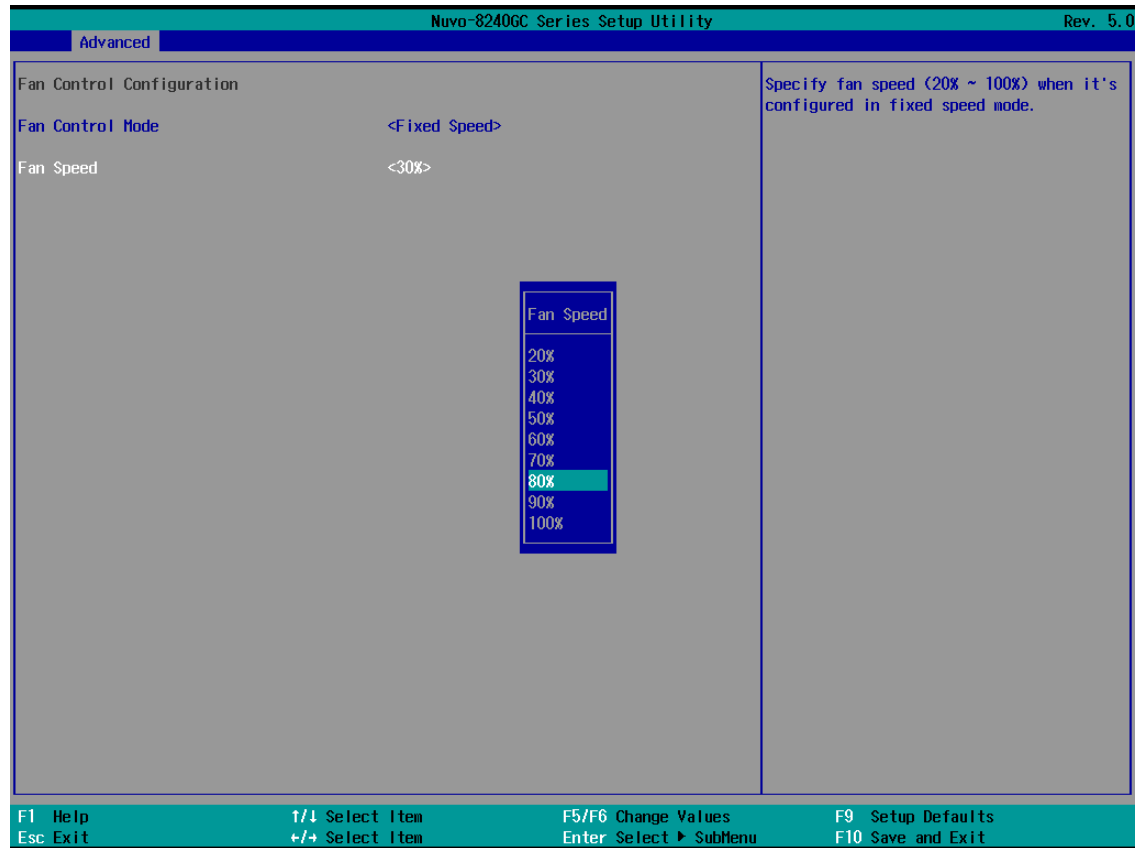 Nuvo-8240GC Series Setup Utility Rev. 5.0
Advanced
Fan Control Configuration
Fan Control Mode <Fixed Speed>
Fan Speed <30%>
Specify fan speed (20% ~ 100%) when it's
configured in fixed speed mode.
Fan Speed
20%
30%
40%
50%
60%
70%
80%
90%
100%
F1 Help ↑/↓ Select Item F5/F6 Change Values F9 Setup Defaults
Esc Exit ←/→ Select Item Enter Select ▶ SubMenu F10 Save and Exit